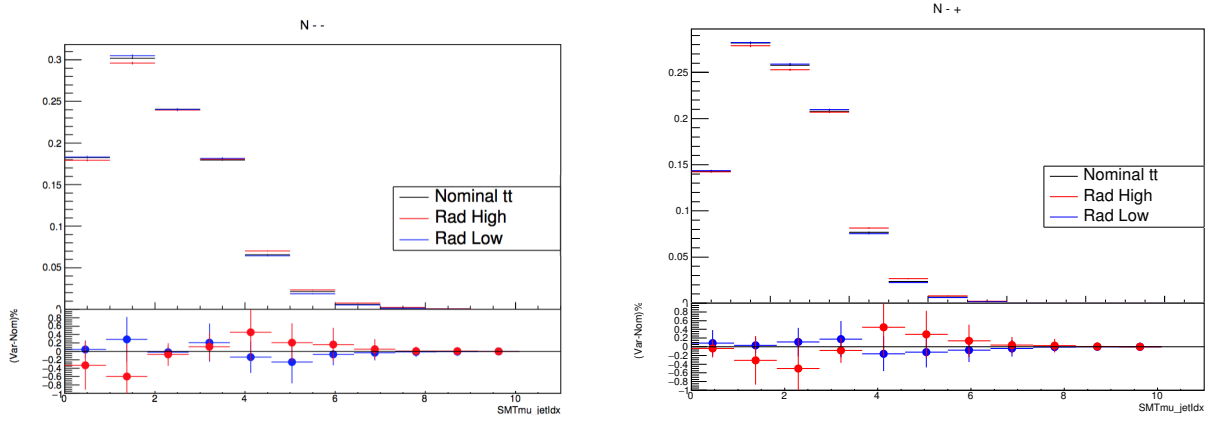 N - -
0.3
0.25
0.2
0.15
0.1
0.05
Nominal tt
Rad High
Rad Low
(Var-Nom)%
0.8
0.6
0.4
0.2
0
−0.2
−0.4
−0.6
−0.8
−1
0 2 4 6 8 10
SMTmu_jetIdx
N - +
0.25
0.2
0.15
0.1
0.05
0
Nominal tt
Rad High
Rad Low
(Var-Nom)%
0.8
0.6
0.4
0.2
0
−0.2
−0.4
−0.6
−0.8
−1
0 2 4 6 8 10
SMTmu_jetIdx